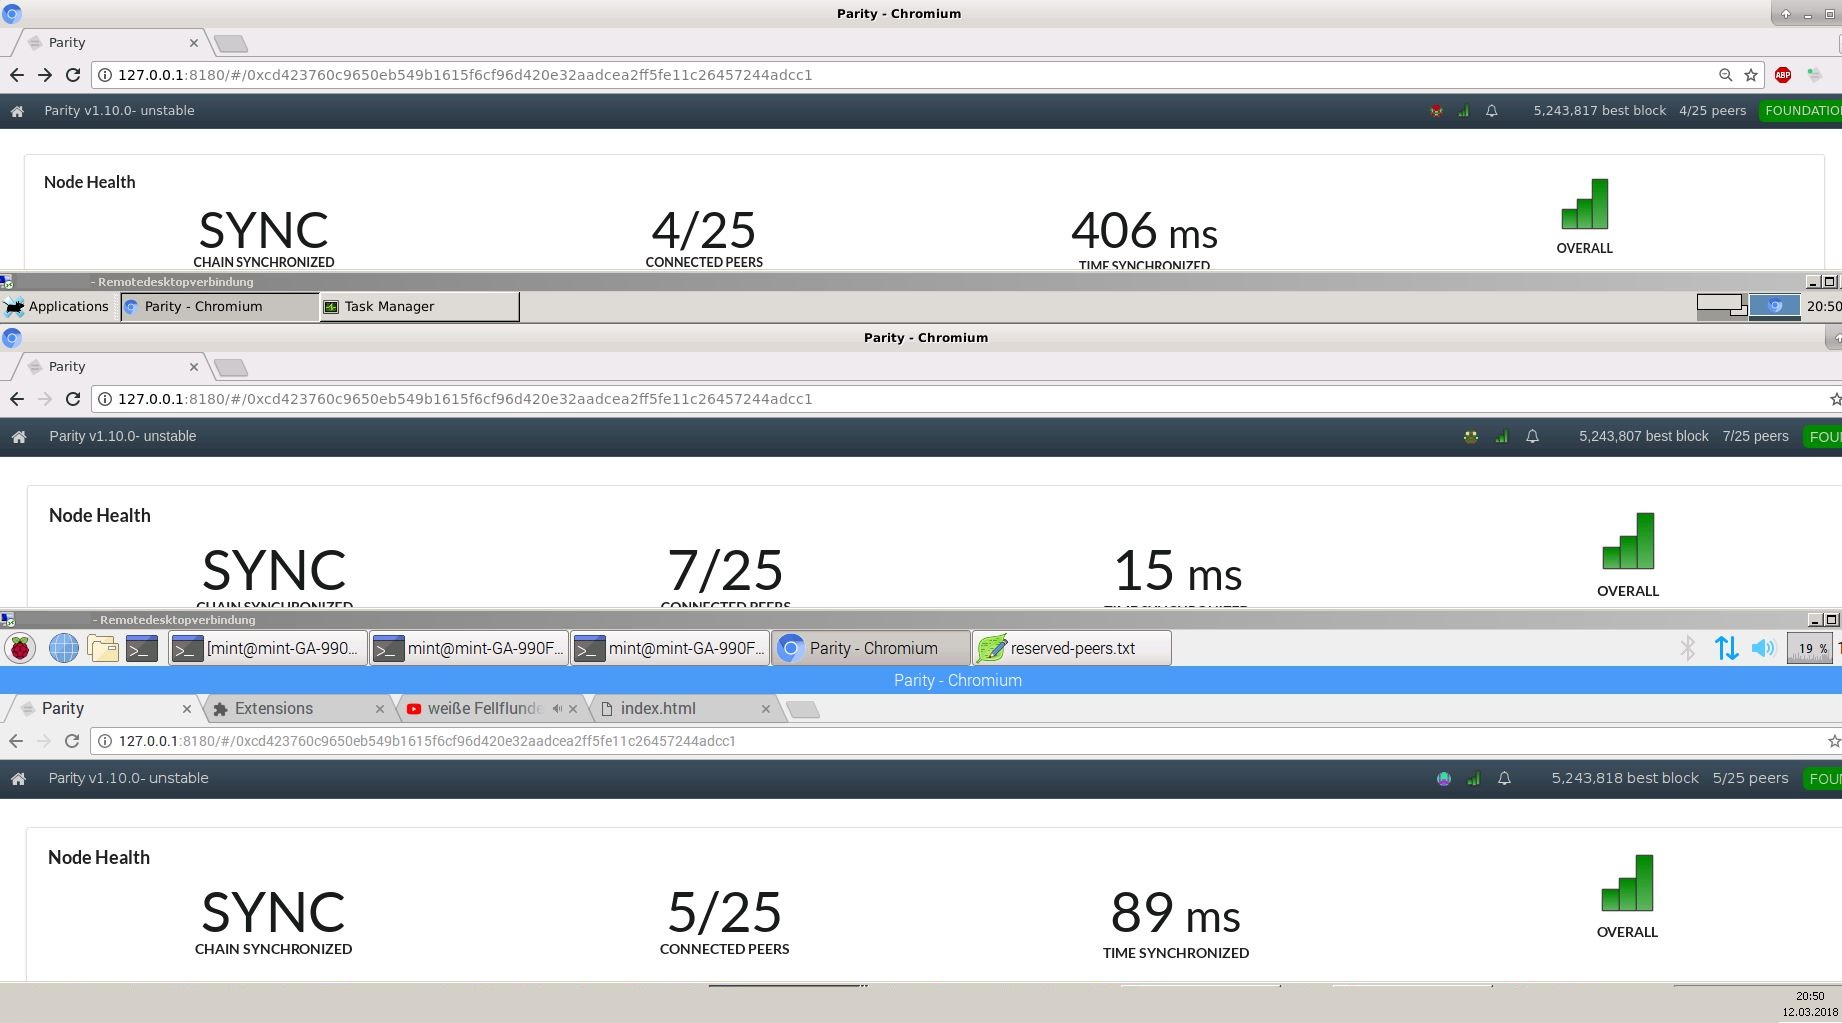 Parity - Chromium
Parity
127.0.0.1:8180/#/0xcd423760c9650eb549b1615f6cf96d420e32aadcea2ff5fe11c26457244adcc1
ABP
Parity v1.10.0- unstable
5,243,817 best block 4/25 peers FOUNDATIO
Node Health
SYNC 4/25 406 ms
CHAIN SYNCHRONIZED CONNECTED PEERS TIME SYNCHRONIZED OVERALL
- Remotedesktopverbindung
Applications Parity - Chromium Task Manager 20:50
Parity - Chromium
Parity
127.0.0.1:8180/#/0xcd423760c9650eb549b1615f6cf96d420e32aadcea2ff5fe11c26457244adcc1
Parity v1.10.0- unstable 5,243,807 best block 7/25 peers FOU
Node Health
SYNC 7/25 15 ms
CHAIN SYNCHRONIZED CONNECTED PEERS TIME SYNCHRONIZED OVERALL
- Remotedesktopverbindung
[mint@mint-GA-990... mint@mint-GA-990F... mint@mint-GA-990F... Parity - Chromium reserved-peers.txt 19 %
Parity - Chromium
Parity Extensions weiße Fellflunde index.html
127.0.0.1:8180/#/0xcd423760c9650eb549b1615f6cf96d420e32aadcea2ff5fe11c26457244adcc1
Parity v1.10.0- unstable 5,243,818 best block 5/25 peers FOU
Node Health
SYNC 5/25 89 ms
CHAIN SYNCHRONIZED CONNECTED PEERS TIME SYNCHRONIZED OVERALL
20:50
12.03.2018